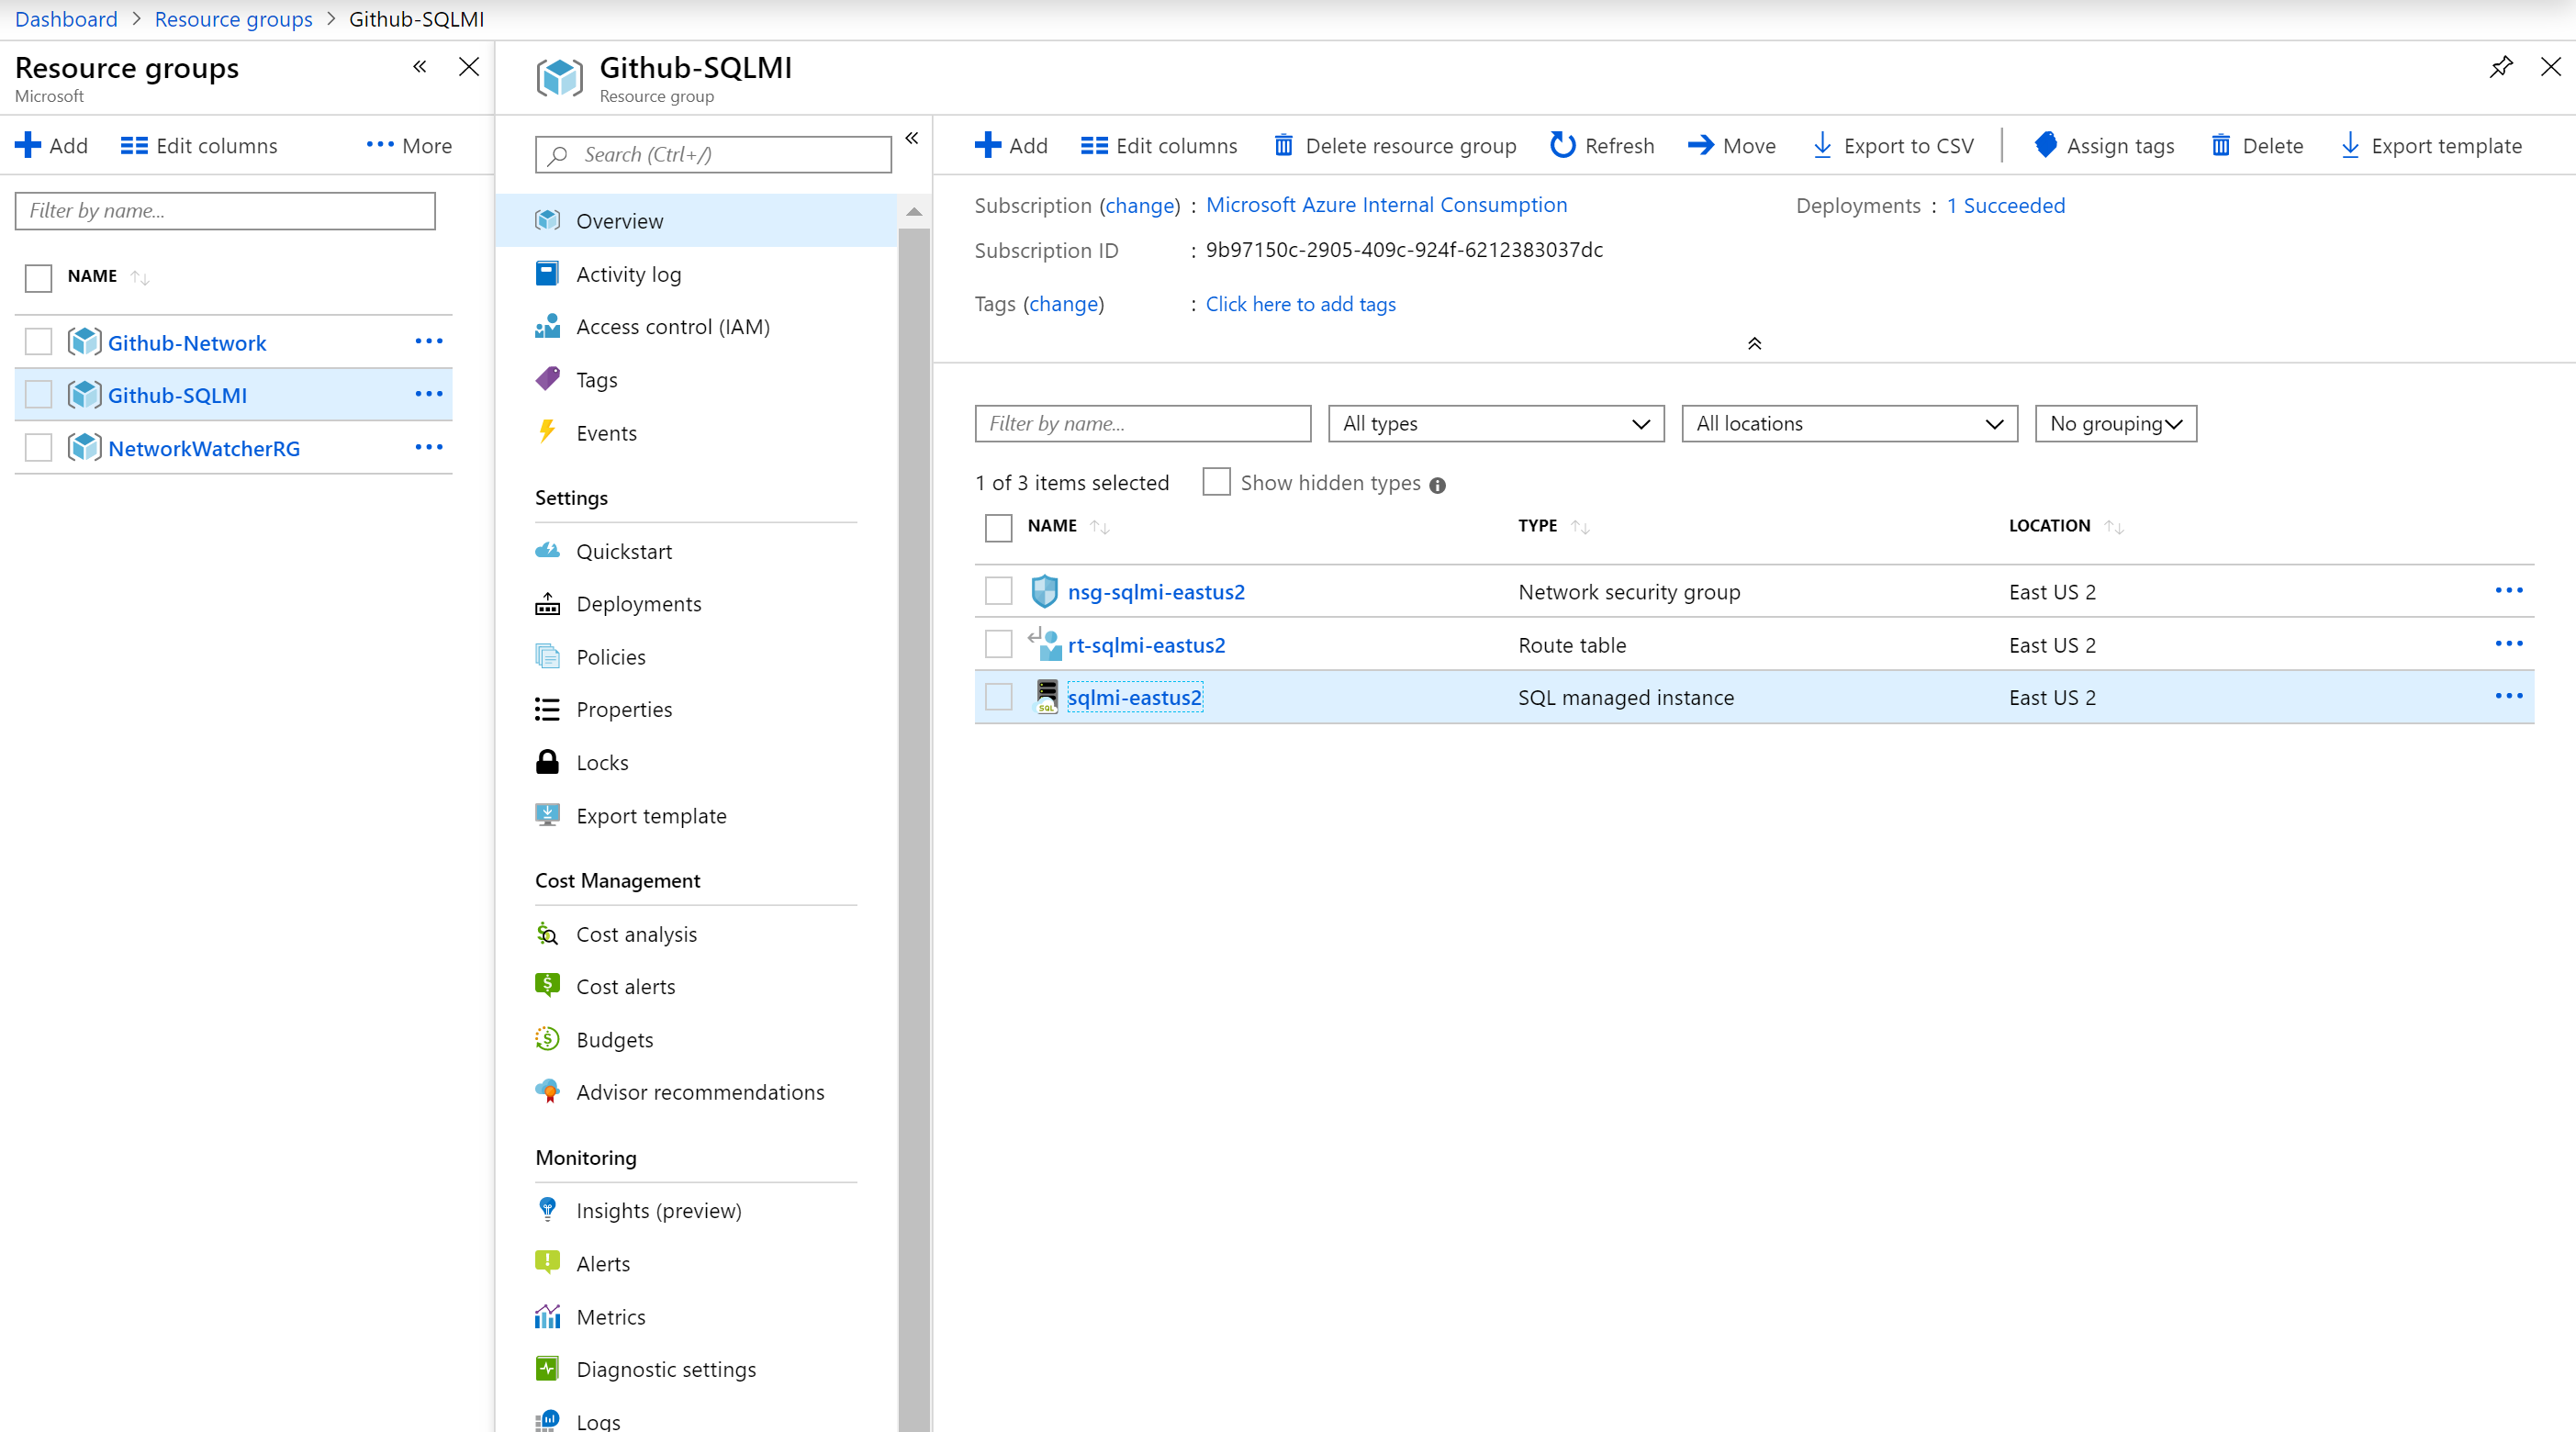 Dashboard > Resource groups > Github-SQLMI
Resource groups
Microsoft
Add Edit columns More
Filter by name...
NAME
Github-Network
Github-SQLMI
NetworkWatcherRG
Github-SQLMI
Resource group
Search (Ctrl+/)
Overview
Activity log
Access control (IAM)
Tags
Events
Settings
Quickstart
Deployments
Policies
Properties
Locks
Export template
Cost Management
Cost analysis
Cost alerts
Budgets
Advisor recommendations
Monitoring
Insights (preview)
Alerts
Metrics
Diagnostic settings
Logs
Add Edit columns Delete resource group Refresh Move Export to CSV Assign tags Delete Export template
Subscription (change) : Microsoft Azure Internal Consumption Deployments : 1 Succeeded
Subscription ID : 9b97150c-2905-409c-924f-6212383037dc
Tags (change) : Click here to add tags
Filter by name... All types All locations No grouping
1 of 3 items selected Show hidden types
NAME TYPE LOCATION
nsg-sqlmi-eastus2 Network security group East US 2
rt-sqlmi-eastus2 Route table East US 2
SQL sqlmi-eastus2 SQL managed instance East US 2